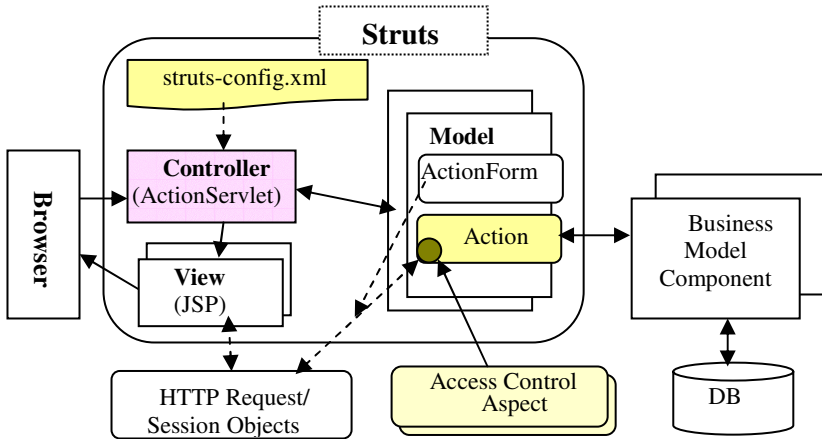 Struts
struts-config.xml
Model
Controller
(ActionServlet)
ActionForm
Browser
Action
Business
Model
Component
View
(JSP)
Access Control
Aspect
HTTP Request/
Session Objects
DB